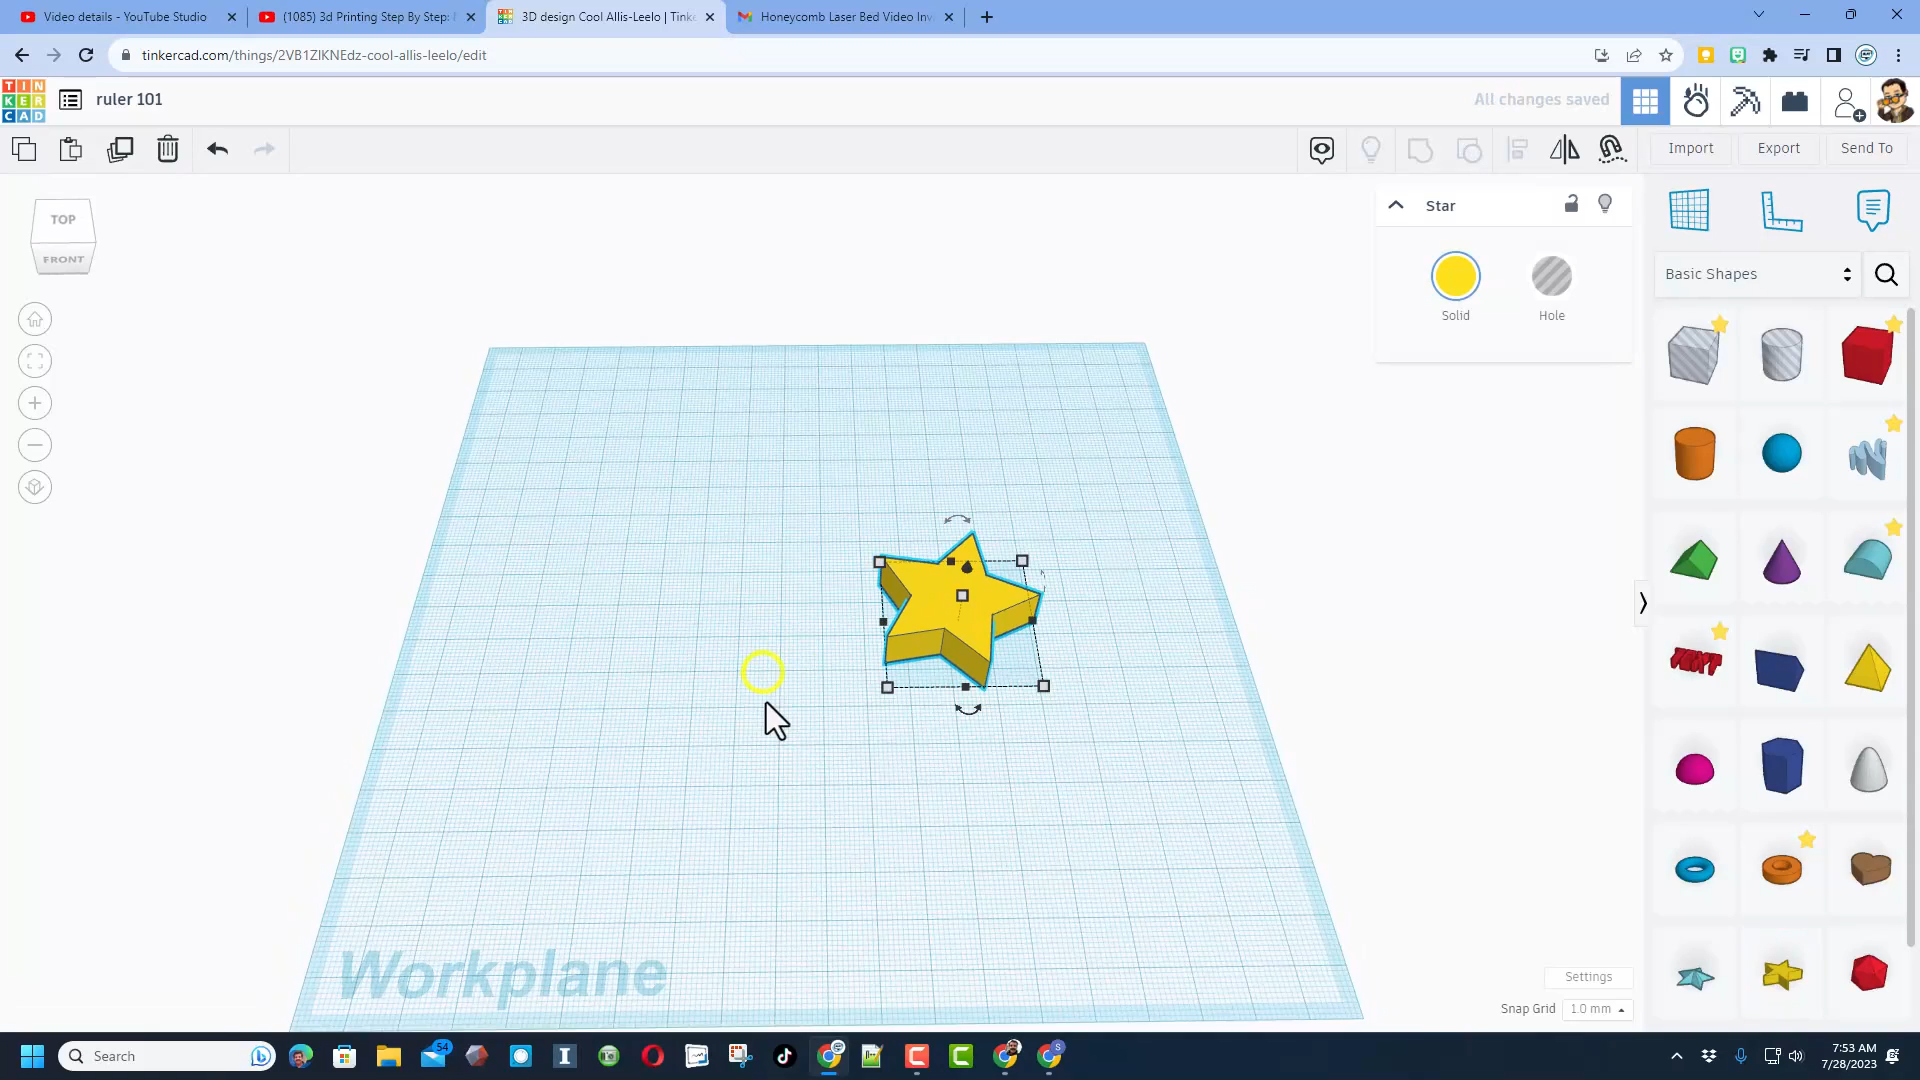 Video details - YouTube Studio
(1085) 3d Printing Step By Step:
3D design Cool Allis-Leelo | Tinke
Honeycomb Laser Bed Video Inv
tinkercad.com/things/2VB1ZlKNEdz-cool-allis-leelo/edit
TIN
KER
CAD
ruler 101
All changes saved
Import
Export
Send To
TOP
FRONT
Star
Solid
Hole
Basic Shapes
Workplane
Settings
Snap Grid
1.0 mm
Search
54
S
7:53 AM
7/28/2023